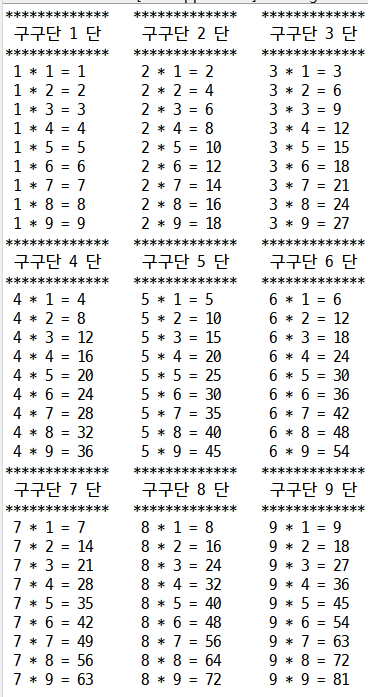 *************   *************   *************
 구구단 1 단     구구단 2 단     구구단 3 단
*************   *************   *************
 1 * 1 = 1       2 * 1 = 2       3 * 1 = 3
 1 * 2 = 2       2 * 2 = 4       3 * 2 = 6
 1 * 3 = 3       2 * 3 = 6       3 * 3 = 9
 1 * 4 = 4       2 * 4 = 8       3 * 4 = 12
 1 * 5 = 5       2 * 5 = 10      3 * 5 = 15
 1 * 6 = 6       2 * 6 = 12      3 * 6 = 18
 1 * 7 = 7       2 * 7 = 14      3 * 7 = 21
 1 * 8 = 8       2 * 8 = 16      3 * 8 = 24
 1 * 9 = 9       2 * 9 = 18      3 * 9 = 27
*************   *************   *************
 구구단 4 단     구구단 5 단     구구단 6 단
*************   *************   *************
 4 * 1 = 4       5 * 1 = 5       6 * 1 = 6
 4 * 2 = 8       5 * 2 = 10      6 * 2 = 12
 4 * 3 = 12      5 * 3 = 15      6 * 3 = 18
 4 * 4 = 16      5 * 4 = 20      6 * 4 = 24
 4 * 5 = 20      5 * 5 = 25      6 * 5 = 30
 4 * 6 = 24      5 * 6 = 30      6 * 6 = 36
 4 * 7 = 28      5 * 7 = 35      6 * 7 = 42
 4 * 8 = 32      5 * 8 = 40      6 * 8 = 48
 4 * 9 = 36      5 * 9 = 45      6 * 9 = 54
*************   *************   *************
 구구단 7 단     구구단 8 단     구구단 9 단
*************   *************   *************
 7 * 1 = 7       8 * 1 = 8       9 * 1 = 9
 7 * 2 = 14      8 * 2 = 16      9 * 2 = 18
 7 * 3 = 21      8 * 3 = 24      9 * 3 = 27
 7 * 4 = 28      8 * 4 = 32      9 * 4 = 36
 7 * 5 = 35      8 * 5 = 40      9 * 5 = 45
 7 * 6 = 42      8 * 6 = 48      9 * 6 = 54
 7 * 7 = 49      8 * 7 = 56      9 * 7 = 63
 7 * 8 = 56      8 * 8 = 64      9 * 8 = 72
 7 * 9 = 63      8 * 9 = 72      9 * 9 = 81